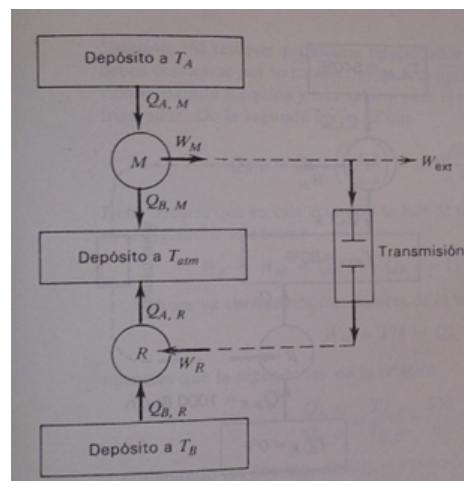 Depósito a T_A
Q_A, M
M
W_M
W_ext
Q_B, M
Depósito a T_atm
Transmisión
Q_A, R
R
W_R
Q_B, R
Depósito a T_B